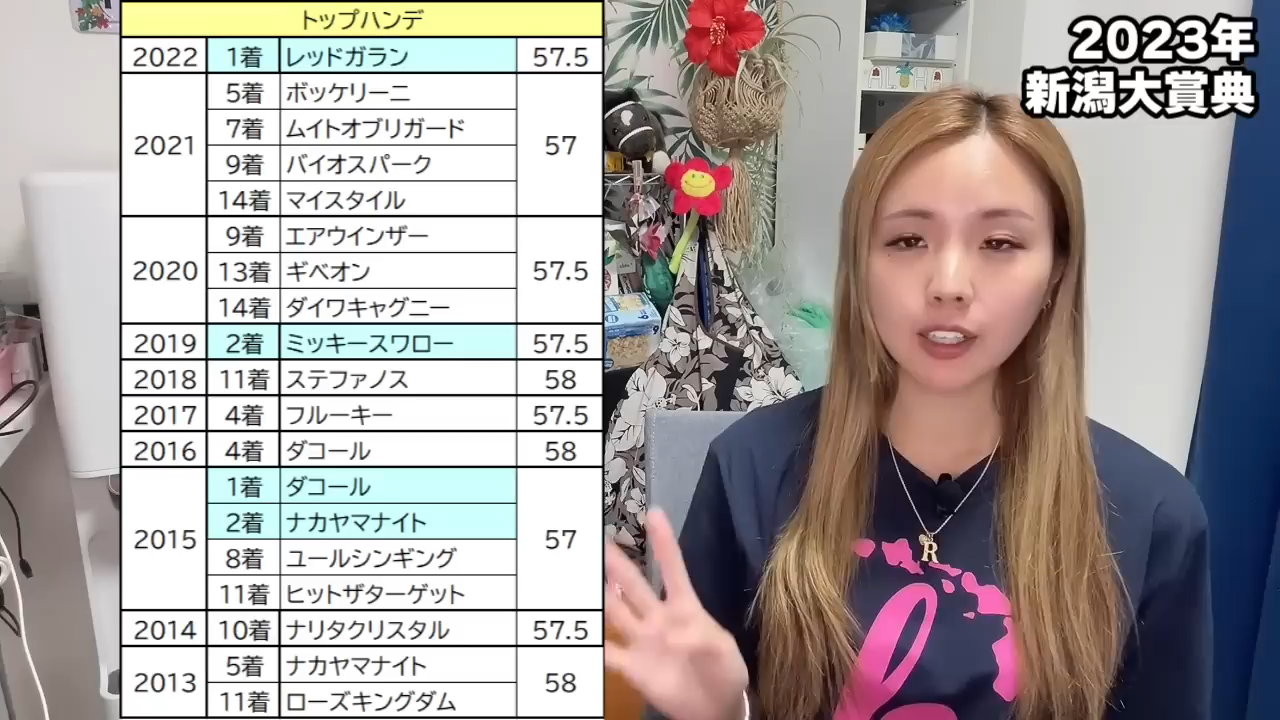 トップハンデ
2022 1着 レッドガラン 57.5
2021 5着 ボッケリーニ 57
7着 ムイトオブリガード
9着 バイオスパーク
14着 マイスタイル
2020 9着 エアウインザー 57.5
13着 ギベオン
14着 ダイワキャグニー
2019 2着 ミッキースワロー 57.5
2018 11着 ステファノス 58
2017 4着 フルーキー 57.5
2016 4着 ダコール 58
2015 1着 ダコール 57
2着 ナカヤマナイト
8着 ユールシンギング
11着 ヒットザターゲット
2014 10着 ナリタクリスタル 57.5
2013 5着 ナカヤマナイト 58
11着 ローズキングダム
2023年
新潟大賞典
ALOHA
R